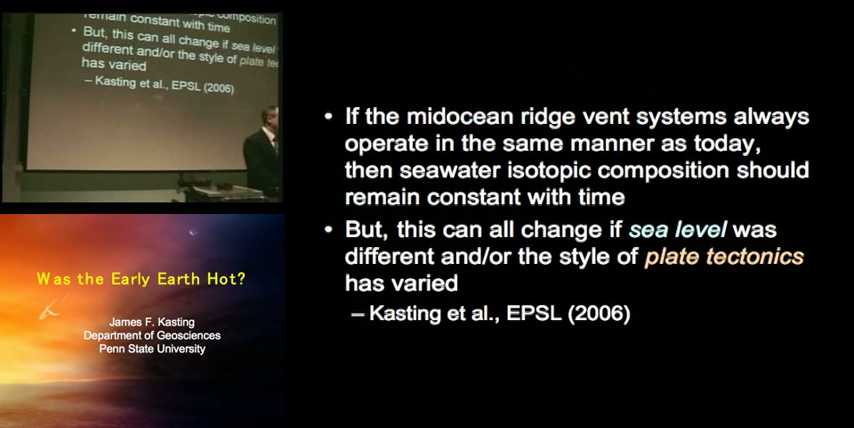 remain constant with time
• But, this can all change if sea level
different and/or the style of plate tec
has varied
– Kasting et al., EPSL (2006)
Was the Early Earth Hot?
James F. Kasting
Department of Geosciences
Penn State University
• If the midocean ridge vent systems always
operate in the same manner as today,
then seawater isotopic composition should
remain constant with time
• But, this can all change if sea level was
different and/or the style of plate tectonics
has varied
– Kasting et al., EPSL (2006)